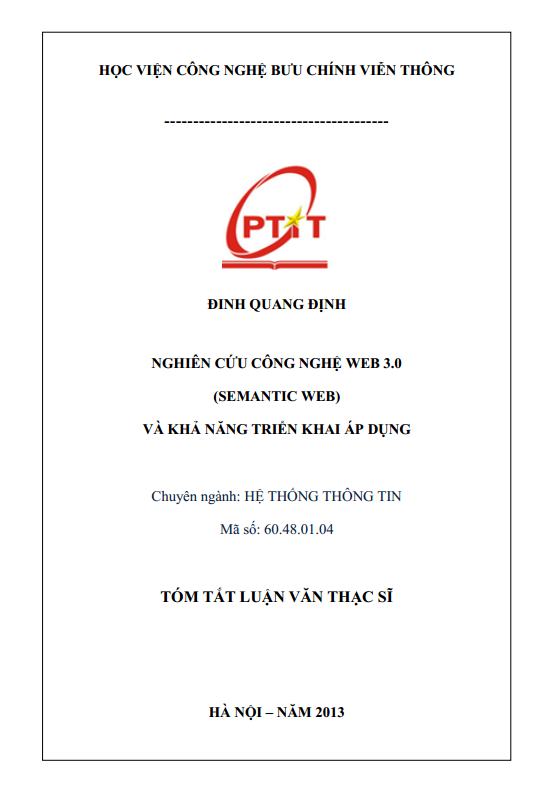 HỌC VIỆN CÔNG NGHỆ BƯU CHÍNH VIỄN THÔNG
---------------------------------------
PTIT
ĐINH QUANG ĐỊNH
NGHIÊN CỨU CÔNG NGHỆ WEB 3.0
(SEMANTIC WEB)
VÀ KHẢ NĂNG TRIỂN KHAI ÁP DỤNG
Chuyên ngành: HỆ THỐNG THÔNG TIN
Mã số: 60.48.01.04
TÓM TẮT LUẬN VĂN THẠC SĨ
HÀ NỘI – NĂM 2013